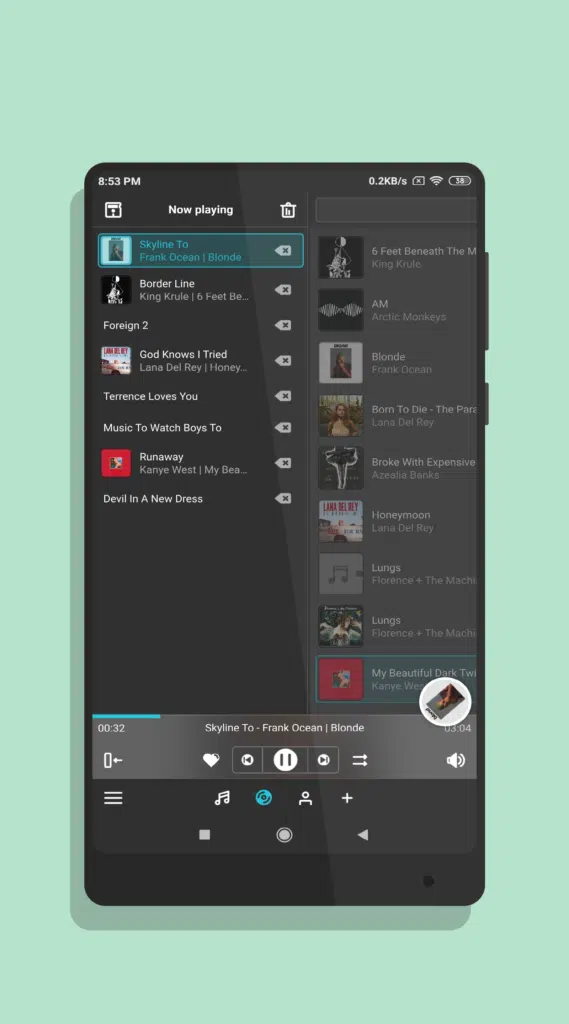 8:53 PM
0.2KB/s
38
Now playing
Skyline To
Frank Ocean | Blonde
Border Line
King Krule | 6 Feet Be...
Foreign 2
God Knows I Tried
Lana Del Rey | Honey...
Terrence Loves You
Music To Watch Boys To
Runaway
Kanye West | My Bea...
Devil In A New Dress
6 Feet Beneath The M
King Krule
AM
Arctic Monkeys
Blonde
Frank Ocean
Born To Die - The Para
Lana Del Rey
Broke With Expensive
Azealia Banks
LANA DEL REY
Honeymoon
Lana Del Rey
Lungs
Florence + The Machi
Lungs
Florence + The Machi
My Beautiful Dark Twi
Kanye Wes
00:32
Skyline To - Frank Ocean | Blonde
03:04